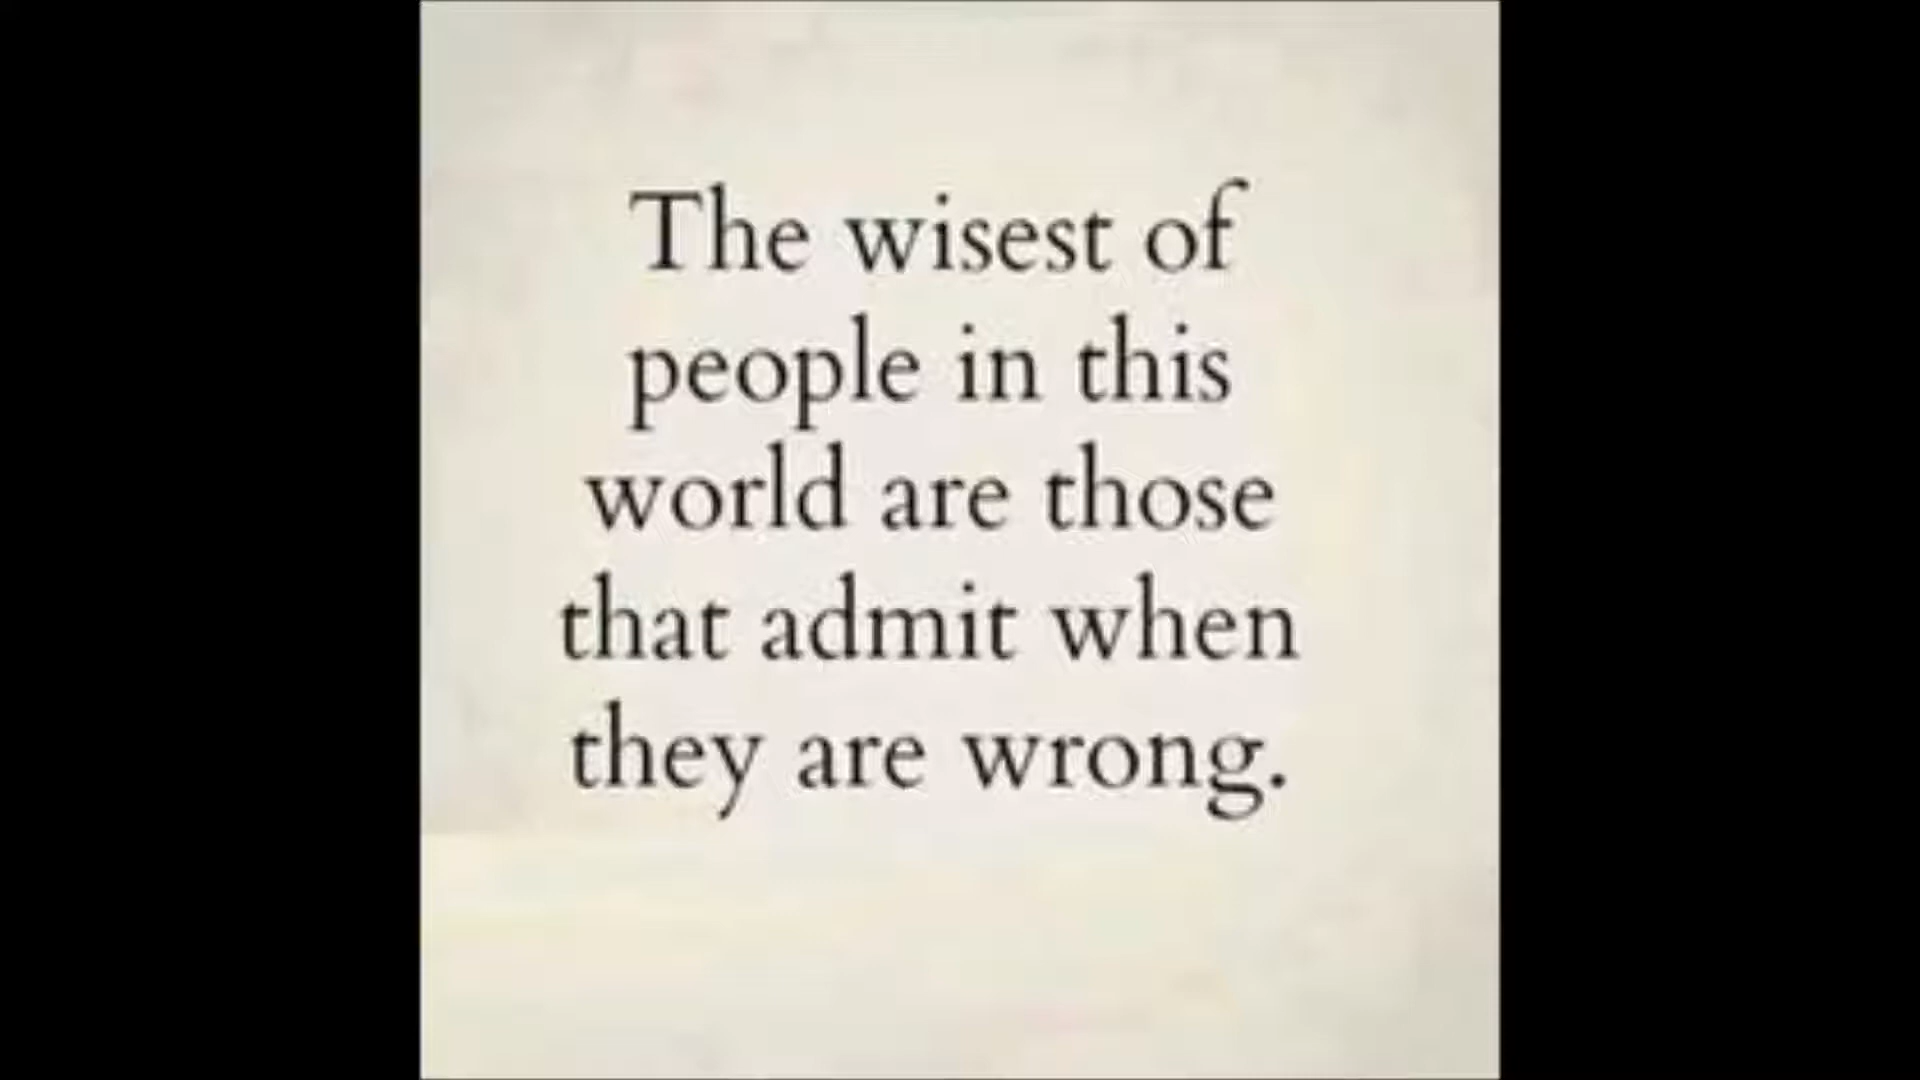 The wisest of
people in this
world are those
that admit when
they are wrong.